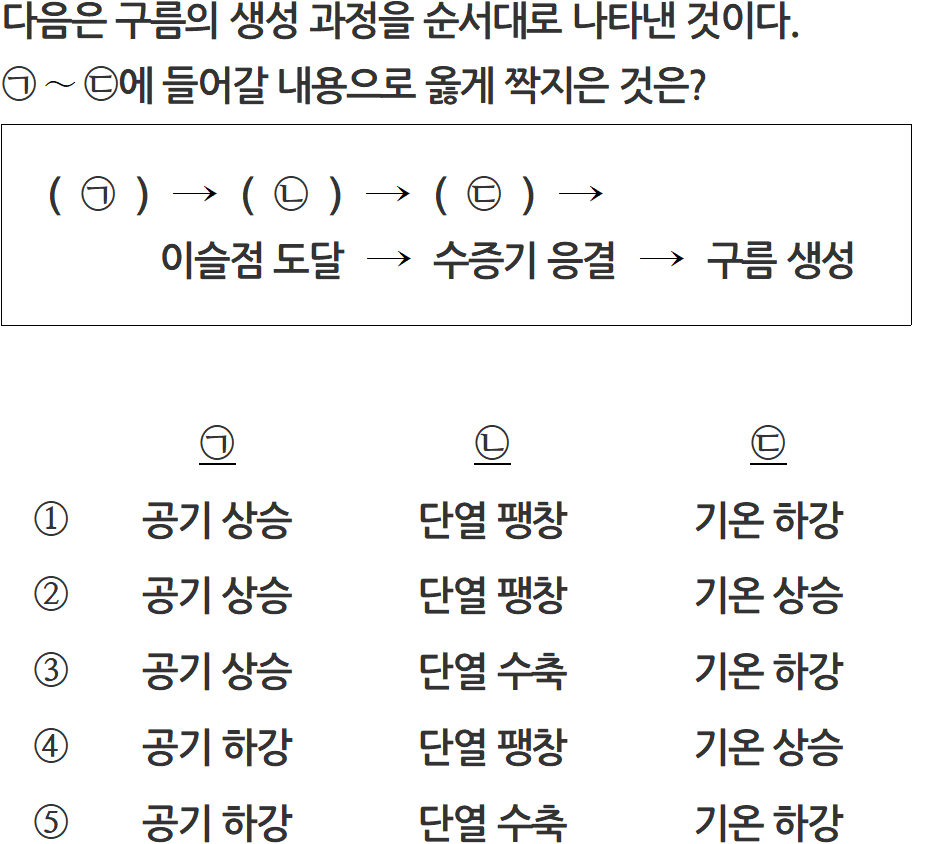 다음은 구름의 생성 과정을 순서대로 나타낸 것이다.
㉠ ~ ㉢에 들어갈 내용으로 옳게 짝지은 것은?
( ㉠ ) → ( ㉡ ) → ( ㉢ ) →
이슬점 도달 → 수증기 응결 → 구름 생성
㉠ ㉡ ㉢
① 공기 상승 단열 팽창 기온 하강
② 공기 상승 단열 팽창 기온 상승
③ 공기 상승 단열 수축 기온 하강
④ 공기 하강 단열 팽창 기온 상승
⑤ 공기 하강 단열 수축 기온 하강